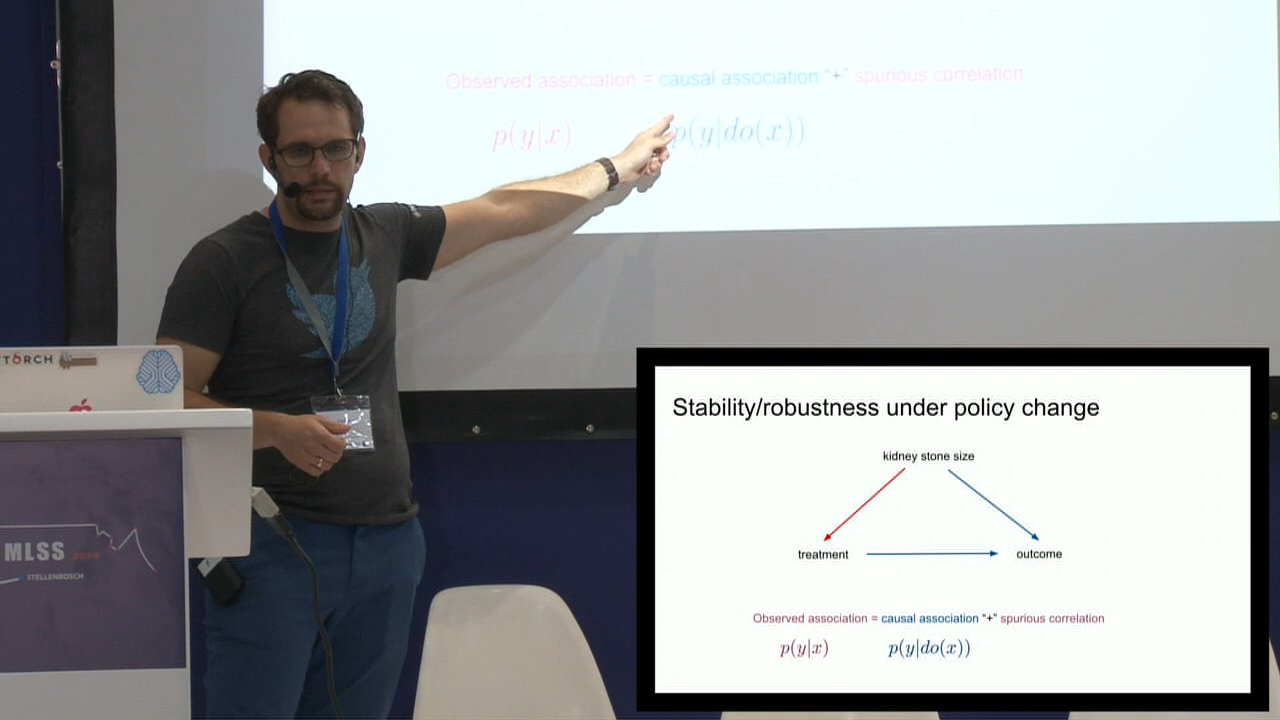 Observed association = causal association "+" spurious correlation
p(y|x) p(y|do(x))
TORCH
MLSS
STELLENBOSCH
Stability/robustness under policy change
kidney stone size
treatment outcome
Observed association = causal association "+" spurious correlation
p(y|x) p(y|do(x))